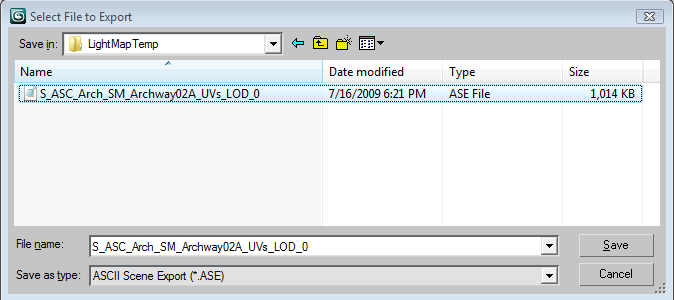 Select File to Export
Save in: LightMapTemp
Name Date modified Type Size
S_ASC_Arch_SM_Archway02A_UVs_LOD_0 7/16/2009 6:21 PM ASE File 1,014 KB
File name: S_ASC_Arch_SM_Archway02A_UVs_LOD_0 Save
Save as type: ASCII Scene Export (*.ASE) Cancel